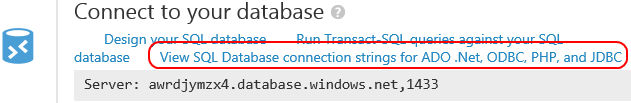 Connect to your database
Design your SQL database Run Transact-SQL queries against your SQL
database View SQL Database connection strings for ADO .Net, ODBC, PHP, and JDBC
Server: awrdjymzx4.database.windows.net,1433